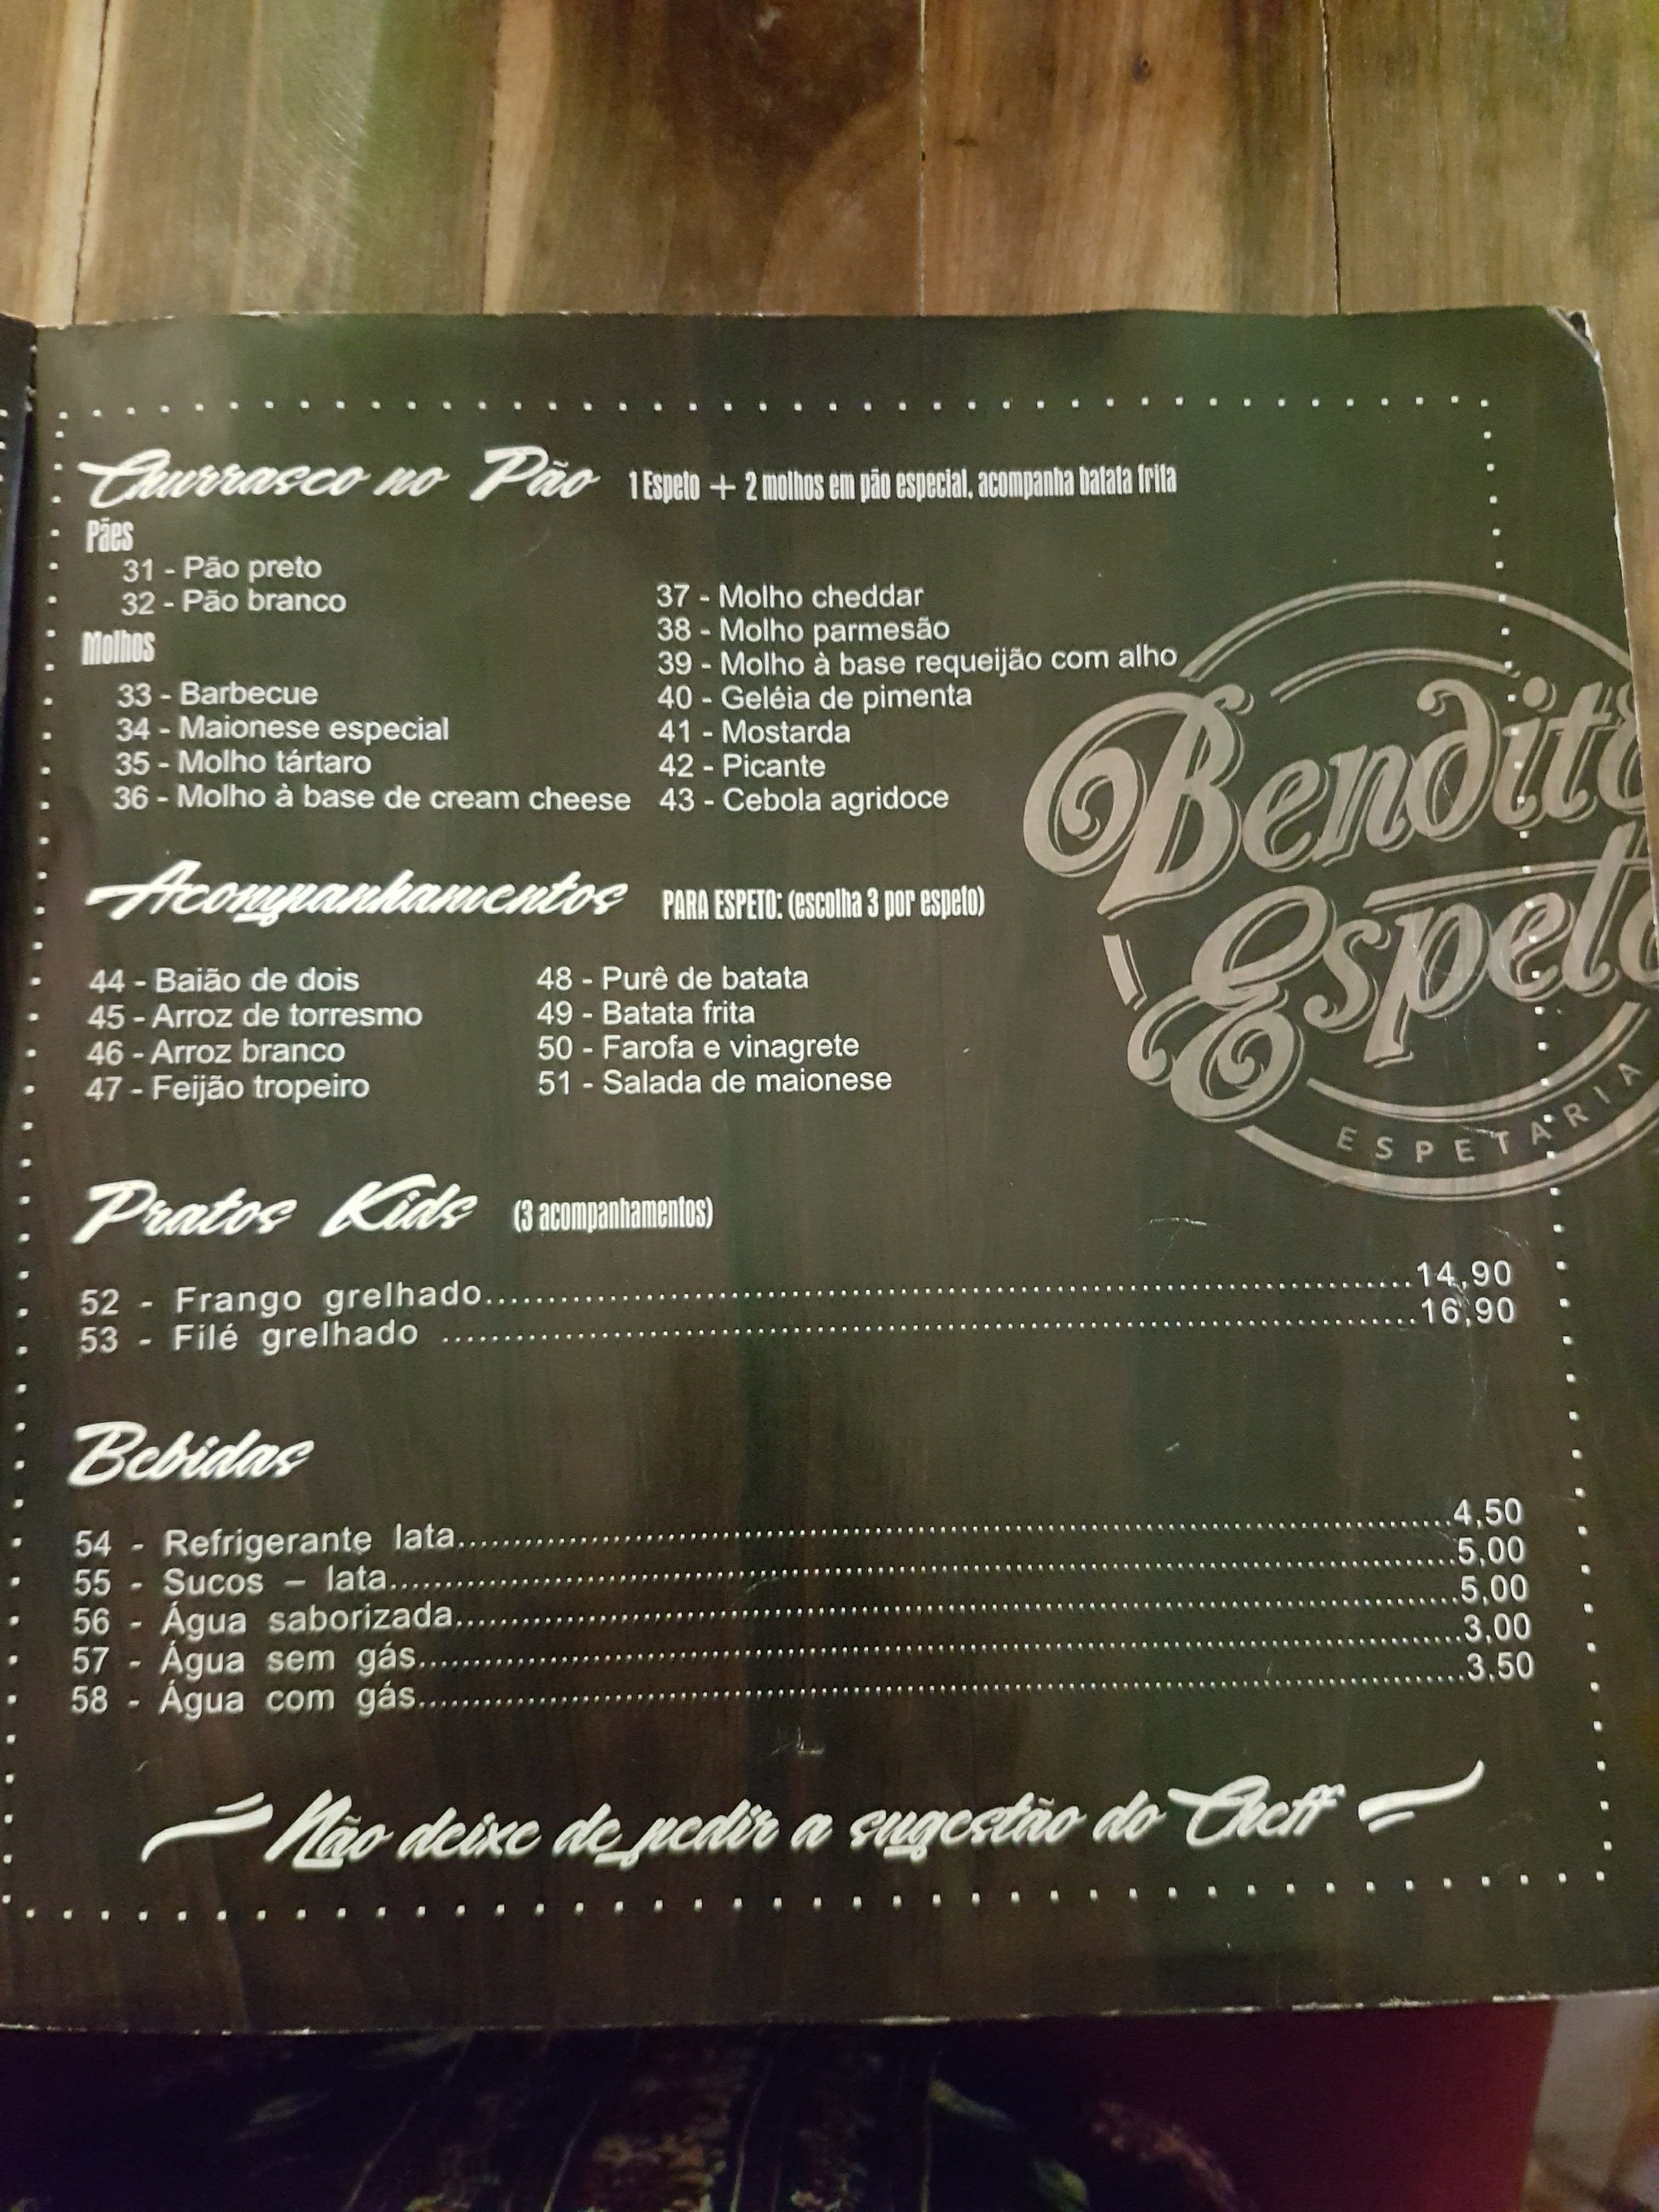 Churrasco no Pão 1 Espeto + 2 molhos em pão especial, acompanha batata frita
Pães
31 - Pão preto
32 - Pão branco
Molhos
33 - Barbecue
34 - Maionese especial
35 - Molho tártaro
36 - Molho à base de cream cheese
37 - Molho cheddar
38 - Molho parmesão
39 - Molho à base requeijão com alho
40 - Geléia de pimenta
41 - Mostarda
42 - Picante
43 - Cebola agridoce
Bendito
Espeto
ESPETARIA
Acompanhamentos PARA ESPETO: (escolha 3 por espeto)
44 - Baião de dois
45 - Arroz de torresmo
46 - Arroz branco
47 - Feijão tropeiro
48 - Purê de batata
49 - Batata frita
50 - Farofa e vinagrete
51 - Salada de maionese
Pratos Kids (3 acompanhamentos)
52 - Frango grelhado 14,90
53 - Filé grelhado 16,90
Bebidas
54 - Refrigerante lata 4,50
55 - Sucos – lata 5,00
56 - Água saborizada 5,00
57 - Água sem gás 3,00
58 - Água com gás 3,50
Não deixe de pedir a sugestão do Cheff